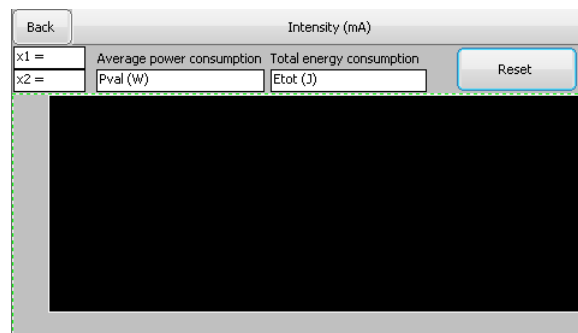 Back
Intensity (mA)
x1 =
x2 =
Average power consumption
Pval (W)
Total energy consumption
Etot (J)
Reset